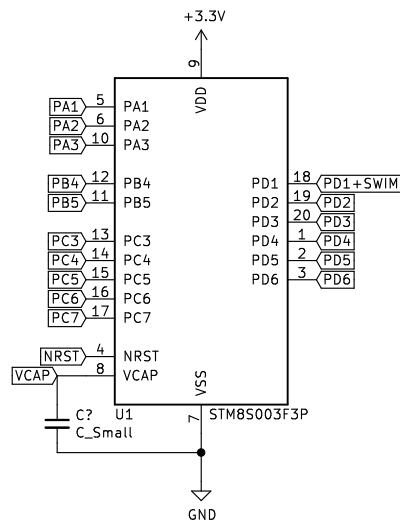 +3.3V
9
VDD
PA1 5 PA1
PA2 6 PA2
PA3 10 PA3
PB4 12 PB4 PD1 18 PD1+SWIM
PB5 11 PB5 PD2 19 PD2
PD3 20 PD3
PC3 13 PC3 PD4 1 PD4
PC4 14 PC4 PD5 2 PD5
PC5 15 PC5 PD6 3 PD6
PC6 16 PC6
PC7 17 PC7
NRST 4 NRST
VCAP 8 VCAP
VSS
7
U1 STM8S003F3P
C?
C_Small
GND